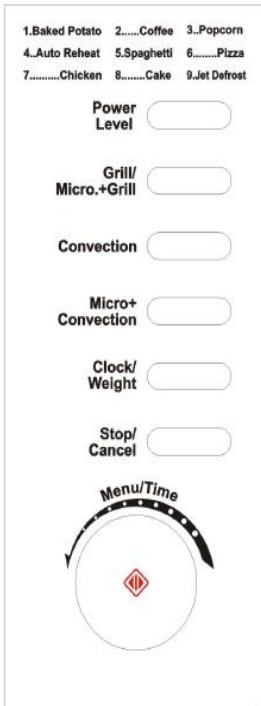 1.Baked Potato 2......Coffee 3..Popcorn
4..Auto Reheat 5.Spaghetti 6........Pizza
7..........Chicken 8........Cake 9.Jet Defrost
Power
Level
Grill/
Micro.+Grill
Convection
Micro+
Convection
Clock/
Weight
Stop/
Cancel
Menu/Time